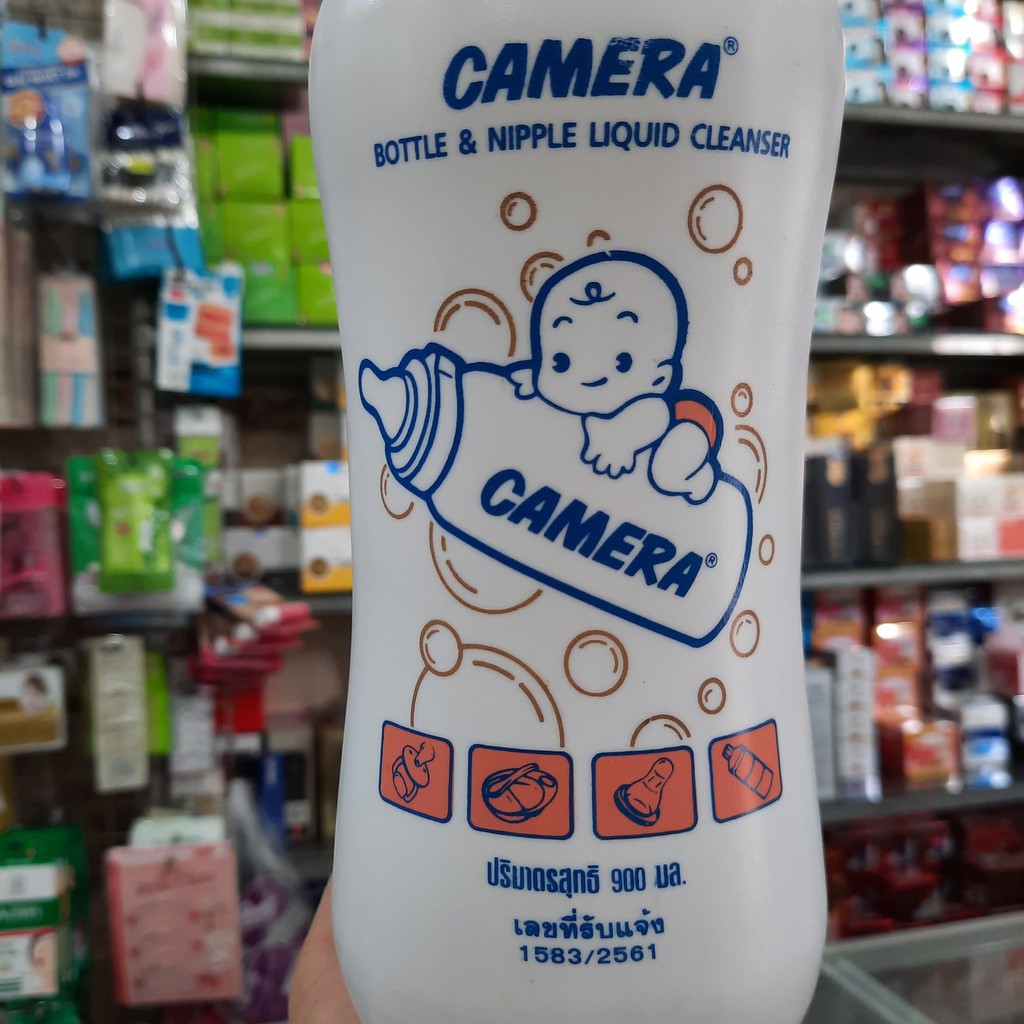 CAMERA®
BOTTLE & NIPPLE LIQUID CLEANSER
CAMERA®
ปริมาตรสุทธิ 900 มล.
เลขที่รับแจ้ง
1583/2561